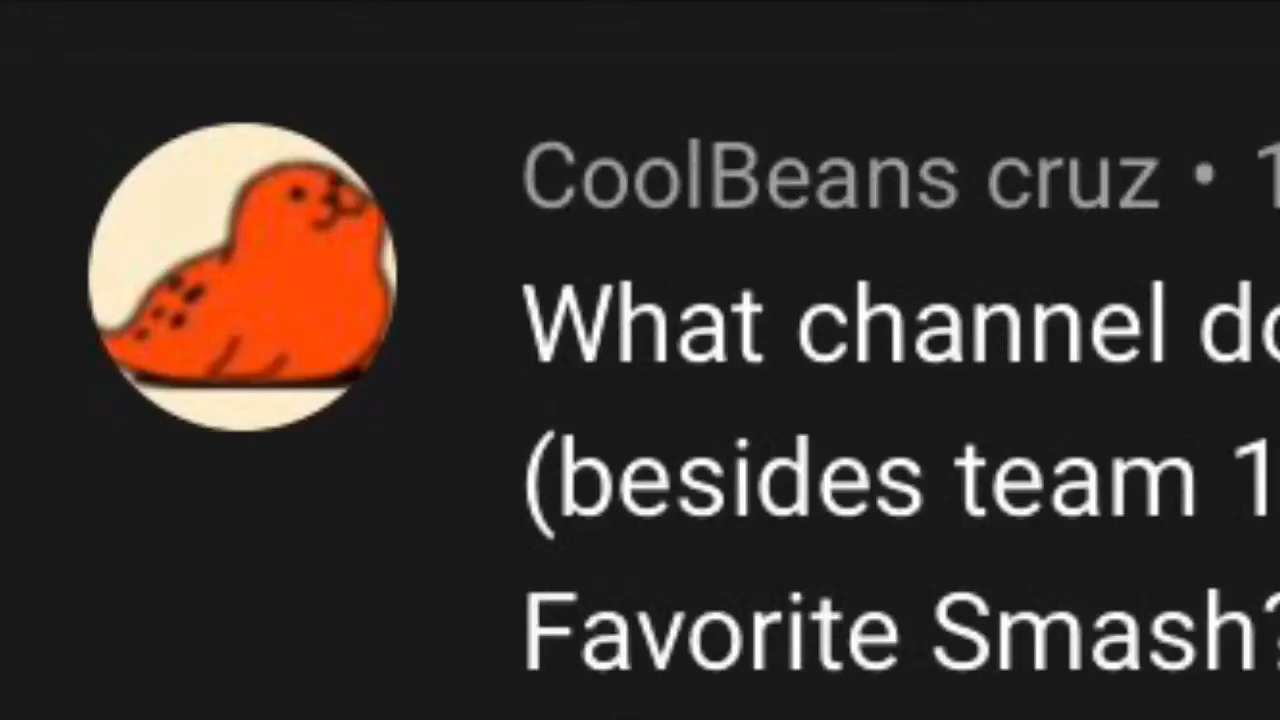 CoolBeans cruz • 1
What channel do
(besides team 1
Favorite Smash?